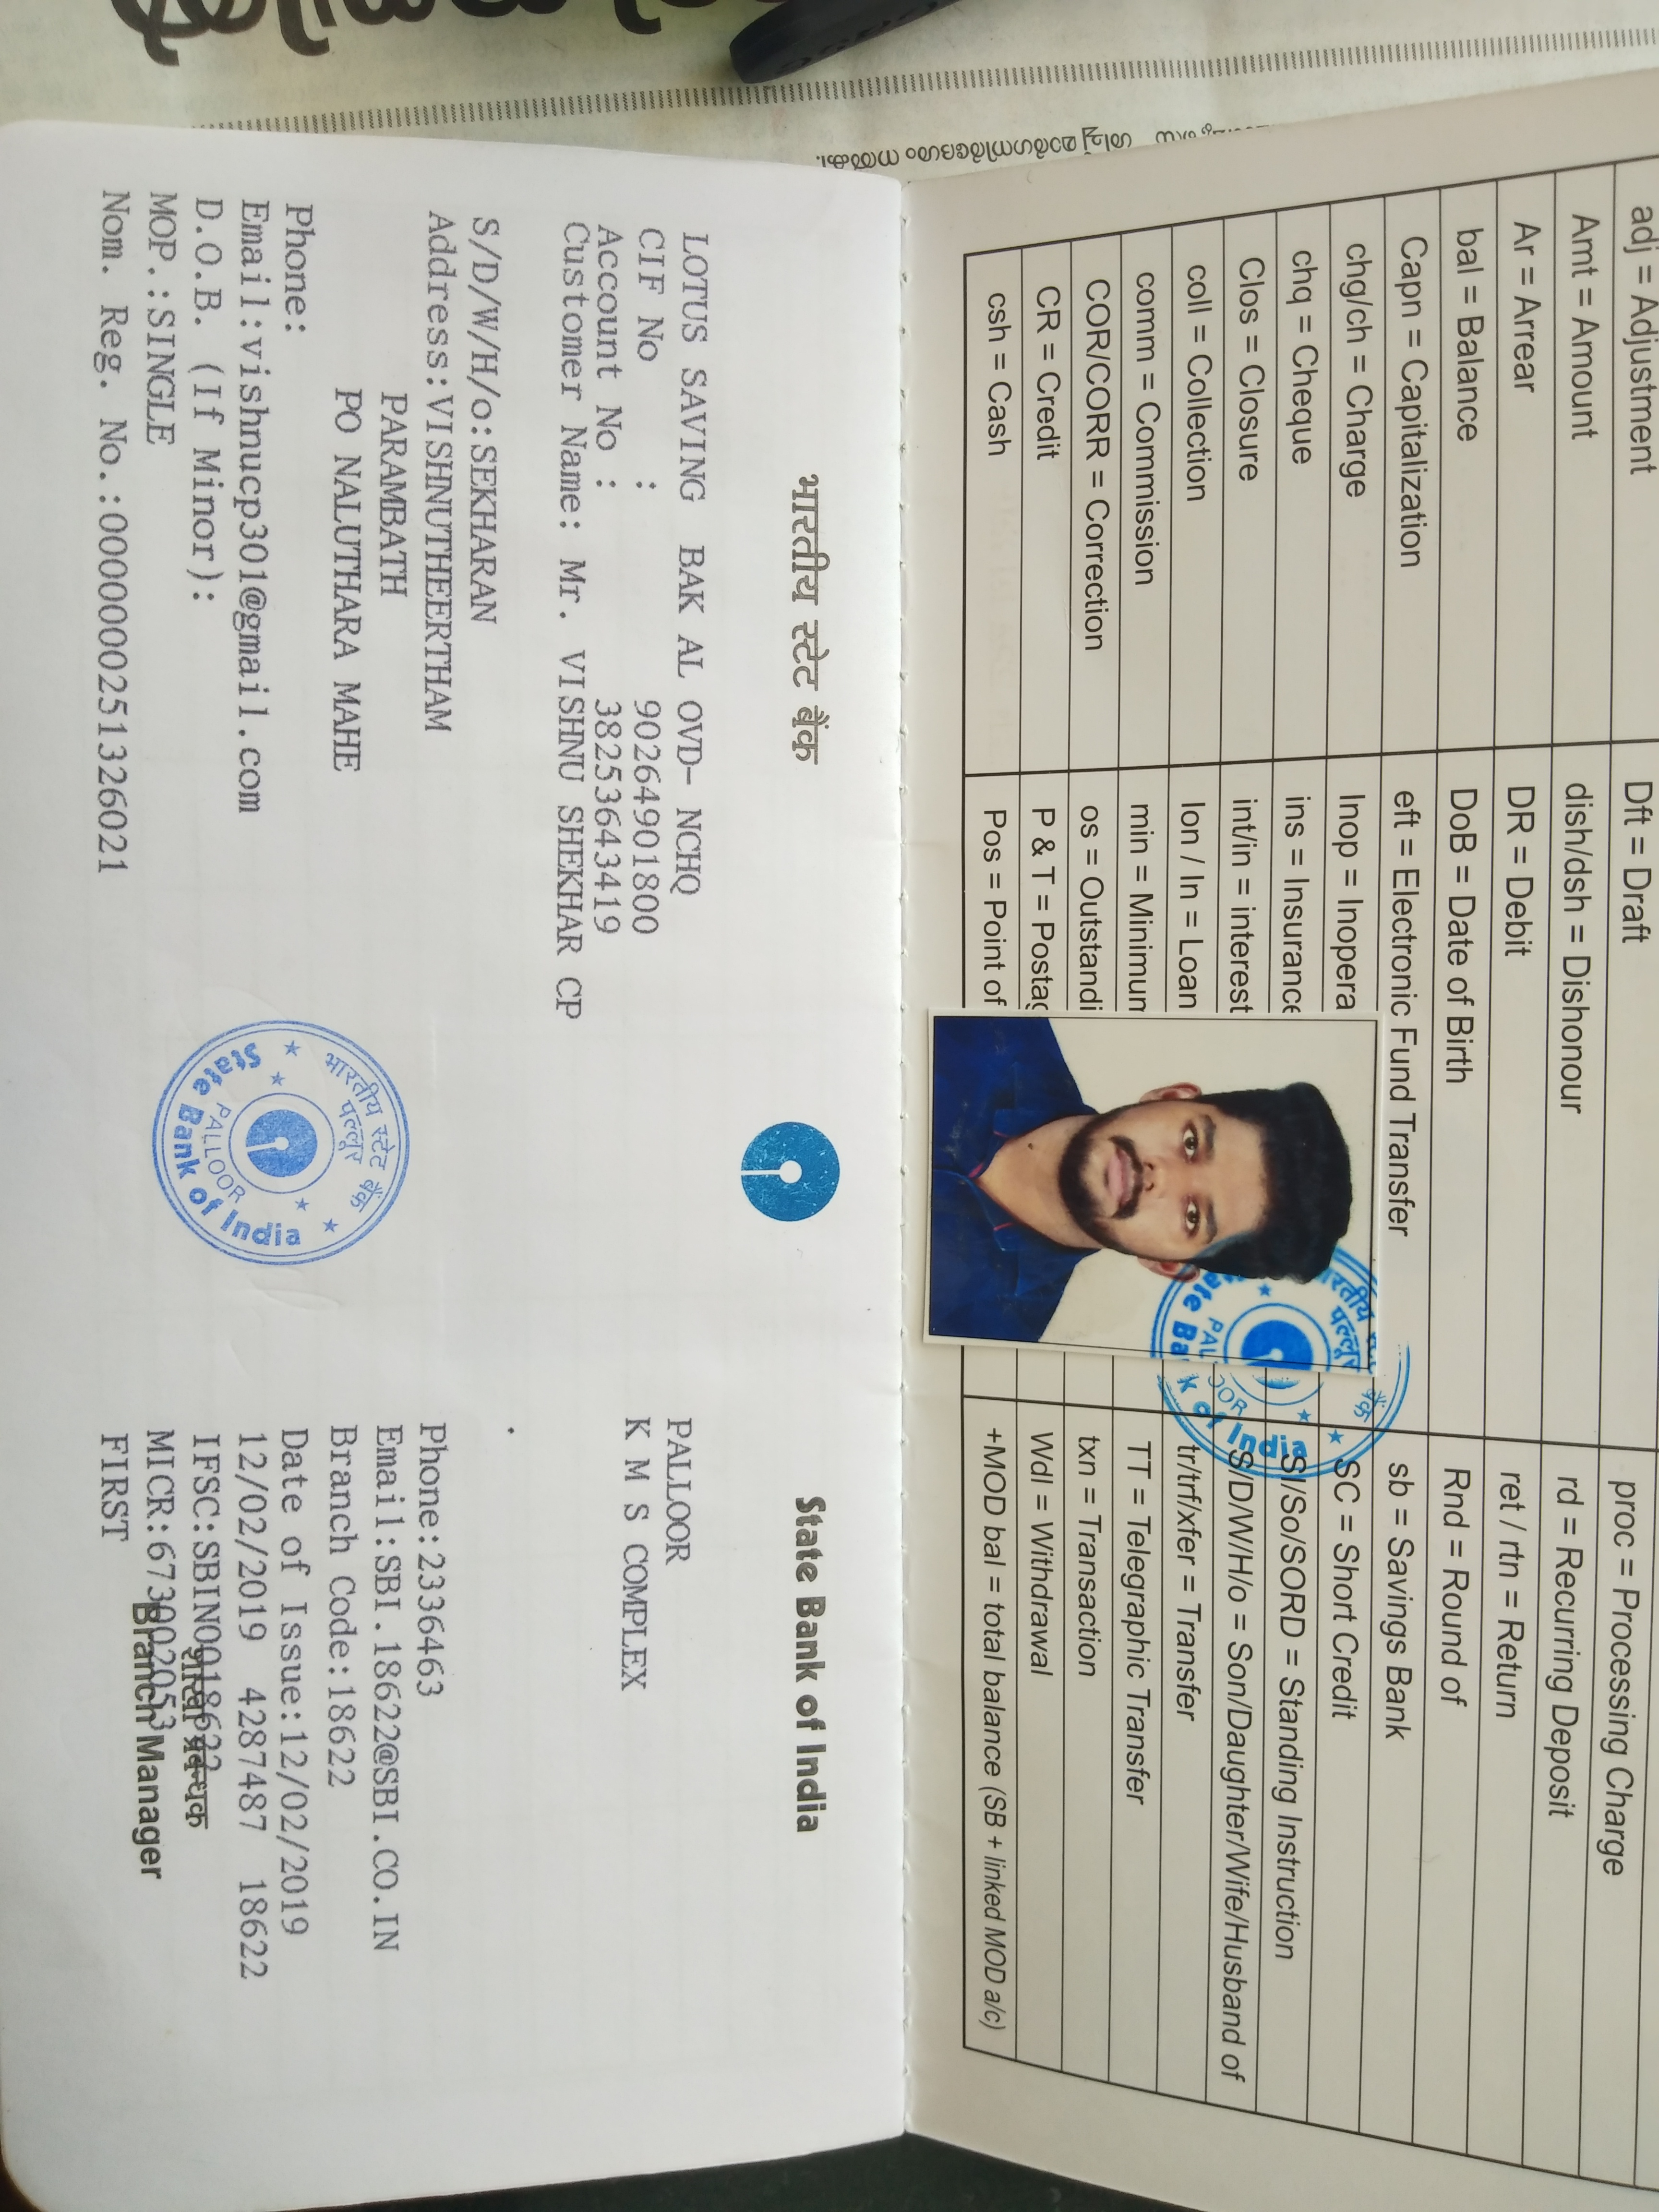 adj = Adjustment
Dft = Draft
proc = Processing Charge
Amt = Amount
dish/dsh = Dishonour
rd = Recurring Deposit
Ar = Arrear
DR = Debit
ret / rtn = Return
bal = Balance
DoB = Date of Birth
Rnd = Round of
Capn = Capitalization
eft = Electronic Fund Transfer
sb = Savings Bank
chg/ch = Charge
Inop = Inopera
SC = Short Credit
chq = Cheque
ins = Insurance
SI/So/SORD = Standing Instruction
Clos = Closure
int/in = interest
S/D/W/H/o = Son/Daughter/Wife/Husband of
coll = Collection
lon / ln = Loan
tr/trf/xfer = Transfer
comm = Commission
min = Minimum
TT = Telegraphic Transfer
COR/CORR = Correction
os = Outstandi
txn = Transaction
CR = Credit
P & T = Postag
Wdl = Withdrawal
csh = Cash
Pos = Point of
+MOD bal = total balance (SB + linked MOD a/c)
भारतीय स्टेट बैंक
State Bank of India
LOTUS SAVING BAK AL OVD- NCHQ
CIF No : 90264901800
Account No : 38253643419
Customer Name: Mr. VISHNU SHEKHAR CP
S/D/W/H/o:SEKHARAN
Address:VISHNUTHEERTHAM
PARAMBATH
PO NALUTHARA MAHE
Phone:
Email:vishnucp301@gmail.com
D.O.B. (If Minor):
MOP.:SINGLE
Nom. Reg. No.:0000000251326021
PALLOOR
K M S COMPLEX
Phone:2336463
Email:SBI.18622@SBI.CO.IN
Branch Code:18622
Date of Issue:12/02/2019
12/02/2019 4287487 18622
IFSC:SBIN0018622
शाखा प्रबन्धक
MICR:673002053
Branch Manager
FIRST
भारतीय स्टेट बैंक
पल्लूर
PALLOOR
State Bank of India